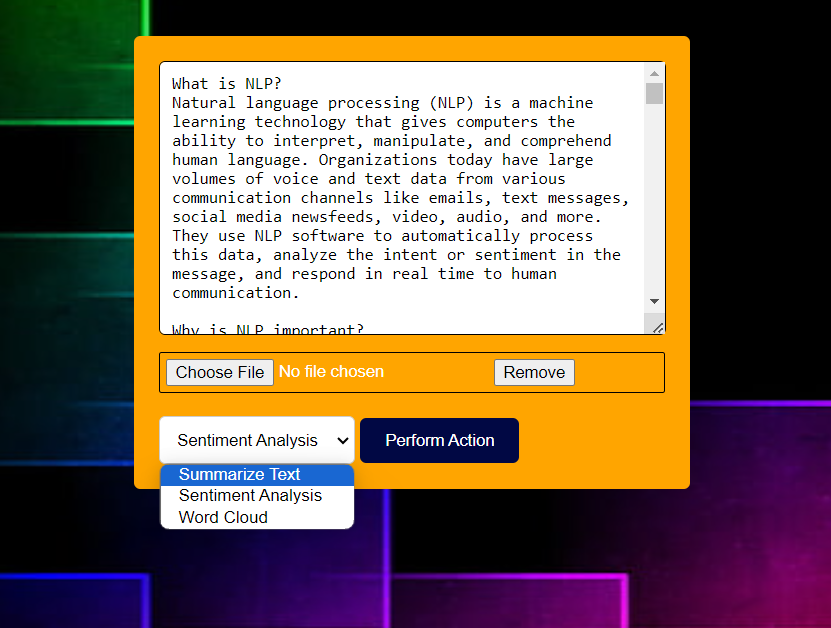 What is NLP?
Natural language processing (NLP) is a machine
learning technology that gives computers the
ability to interpret, manipulate, and comprehend
human language. Organizations today have large
volumes of voice and text data from various
communication channels like emails, text messages,
social media newsfeeds, video, audio, and more.
They use NLP software to automatically process
this data, analyze the intent or sentiment in the
message, and respond in real time to human
communication.
Why is NLP important?
Choose File No file chosen Remove
Sentiment Analysis Perform Action
Summarize Text
Sentiment Analysis
Word Cloud